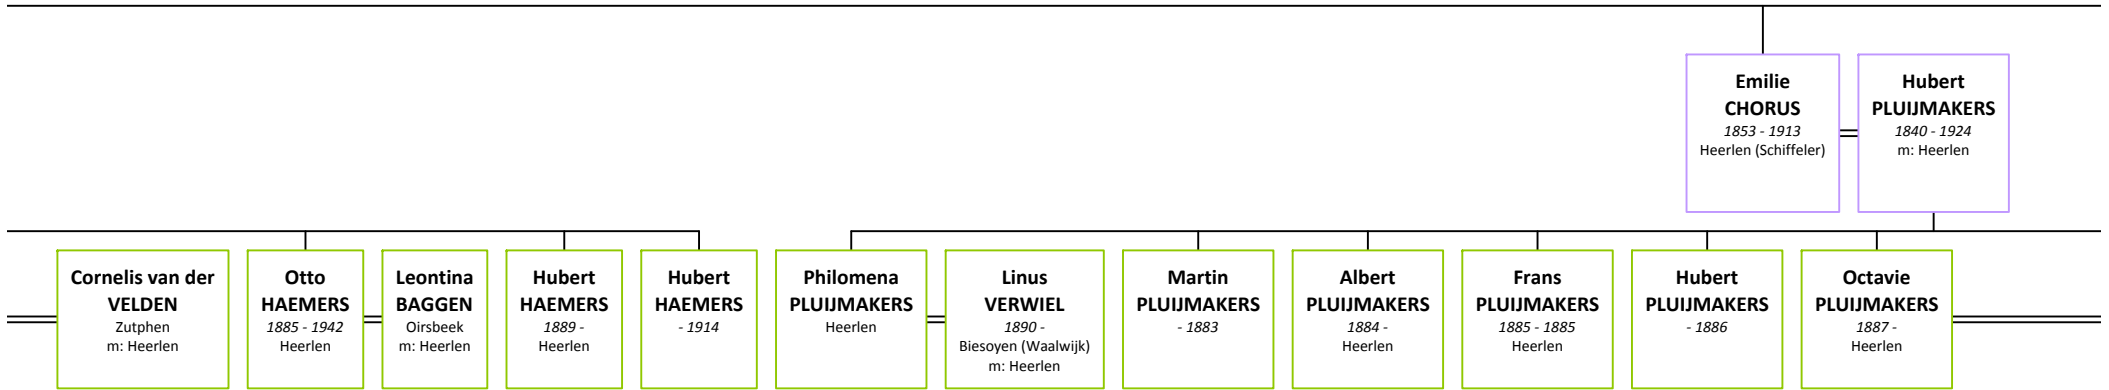 Emilie
CHORUS
1853 - 1913
Heerlen (Schiffeler)
Hubert
PLUIJMAKERS
1840 - 1924
m: Heerlen
Cornelis van der
VELDEN
Zutphen
m: Heerlen
Otto
HAEMERS
1885 - 1942
Heerlen
Leontina
BAGGEN
Oirsbeek
m: Heerlen
Hubert
HAEMERS
1889 -
Heerlen
Hubert
HAEMERS
- 1914
Philomena
PLUIJMAKERS
Heerlen
Linus
VERWIEL
1890 -
Biesoyen (Waalwijk)
m: Heerlen
Martin
PLUIJMAKERS
- 1883
Albert
PLUIJMAKERS
1884 -
Heerlen
Frans
PLUIJMAKERS
1885 - 1885
Heerlen
Hubert
PLUIJMAKERS
- 1886
Octavie
PLUIJMAKERS
1887 -
Heerlen